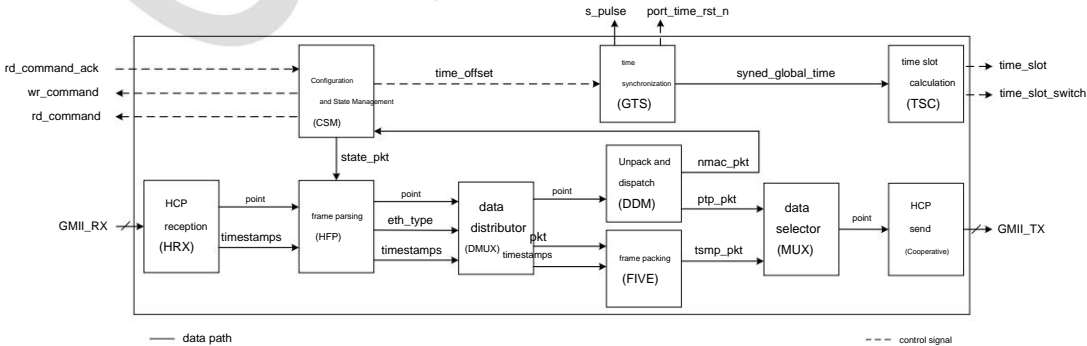 s_pulse port_time_rst_n
rd_command_ack
wr_command
rd_command
Configuration
and State Management
(CSM)
time_offset
time
synchronization
(GTS)
syned_global_time
time slot
calculation
(TSC)
time_slot
time_slot_switch
state_pkt
nmac_pkt
GMII_RX
HCP
reception
(HRX)
point
timestamps
frame parsing
(HFP)
point
eth_type
timestamps
data
distributor
(DMUX)
point
pkt
timestamps
Unpack and
dispatch
(DDM)
ptp_pkt
frame packing
(FIVE)
tsmp_pkt
data
selector
(MUX)
point
HCP
send
(Cooperative)
GMII_TX
data path
control signal